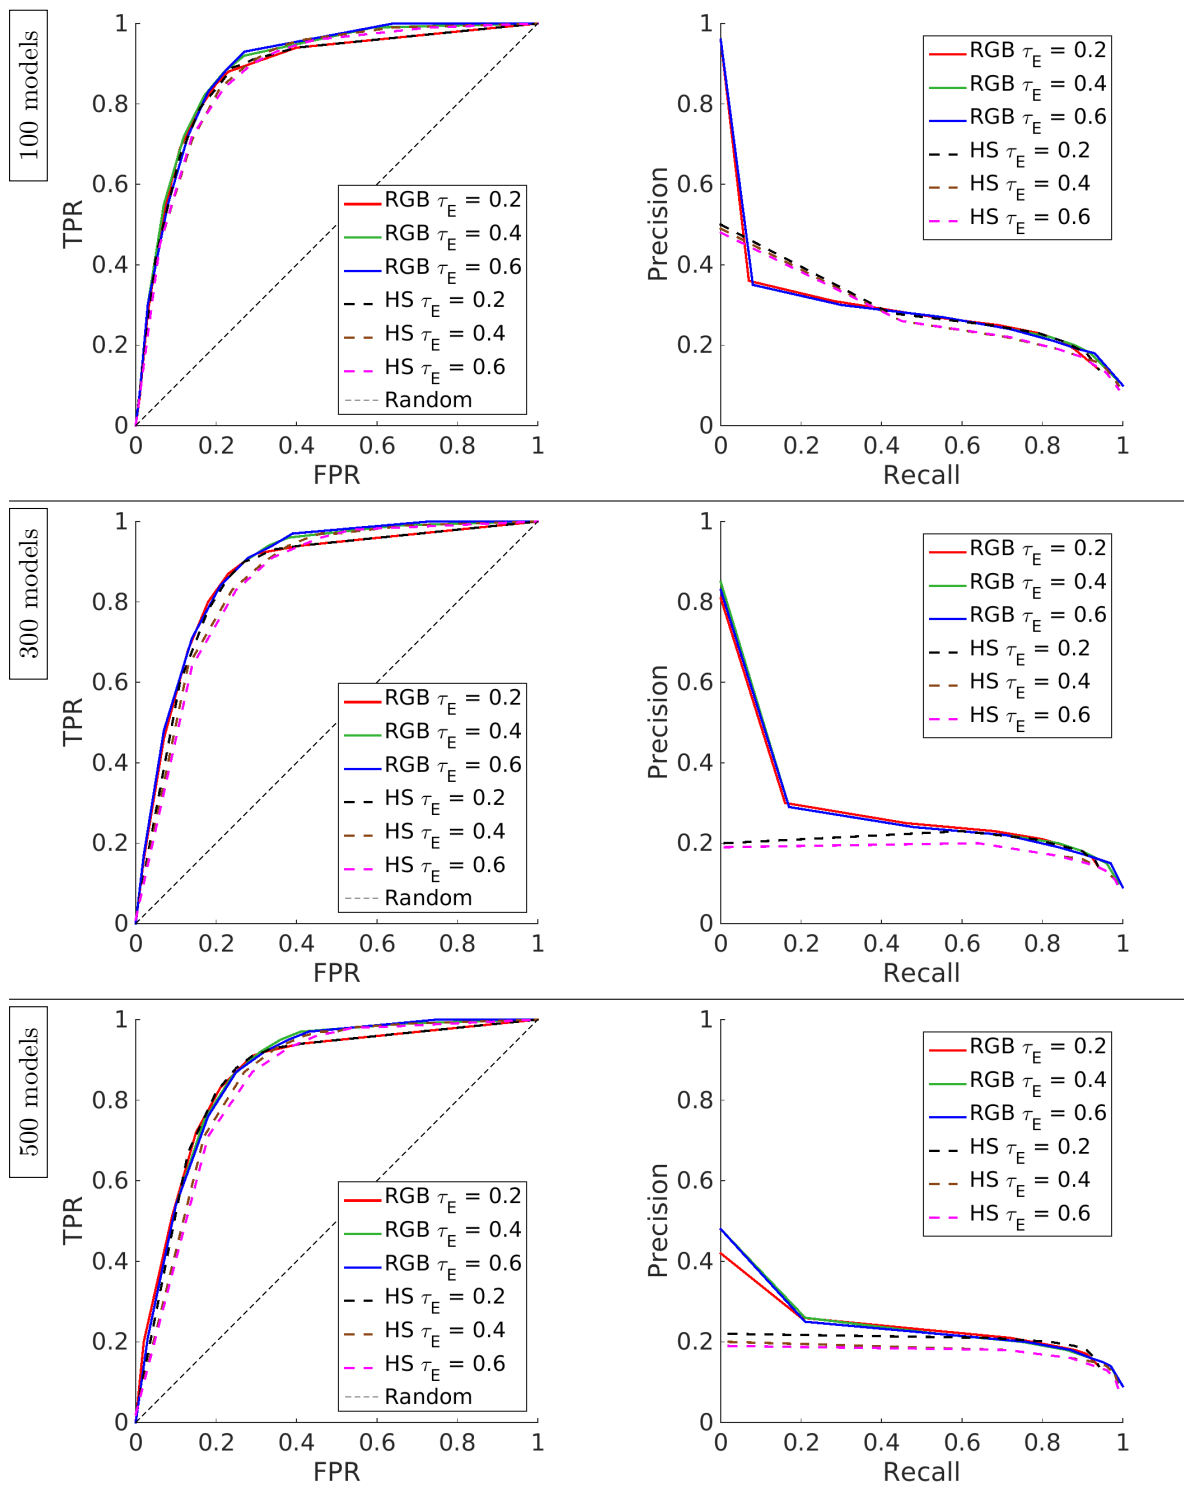 100 models
1
0.8
0.6
0.4
0.2
0
TPR
0 0.2 0.4 0.6 0.8 1
FPR
RGB τE = 0.2
RGB τE = 0.4
RGB τE = 0.6
HS τE = 0.2
HS τE = 0.4
HS τE = 0.6
Random
1
0.8
0.6
0.4
0.2
0
Precision
0 0.2 0.4 0.6 0.8 1
Recall
RGB τE = 0.2
RGB τE = 0.4
RGB τE = 0.6
HS τE = 0.2
HS τE = 0.4
HS τE = 0.6
300 models
1
0.8
0.6
0.4
0.2
0
TPR
0 0.2 0.4 0.6 0.8 1
FPR
RGB τE = 0.2
RGB τE = 0.4
RGB τE = 0.6
HS τE = 0.2
HS τE = 0.4
HS τE = 0.6
Random
1
0.8
0.6
0.4
0.2
0
Precision
0 0.2 0.4 0.6 0.8 1
Recall
RGB τE = 0.2
RGB τE = 0.4
RGB τE = 0.6
HS τE = 0.2
HS τE = 0.4
HS τE = 0.6
500 models
1
0.8
0.6
0.4
0.2
0
TPR
0 0.2 0.4 0.6 0.8 1
FPR
RGB τE = 0.2
RGB τE = 0.4
RGB τE = 0.6
HS τE = 0.2
HS τE = 0.4
HS τE = 0.6
Random
1
0.8
0.6
0.4
0.2
0
Precision
0 0.2 0.4 0.6 0.8 1
Recall
RGB τE = 0.2
RGB τE = 0.4
RGB τE = 0.6
HS τE = 0.2
HS τE = 0.4
HS τE = 0.6